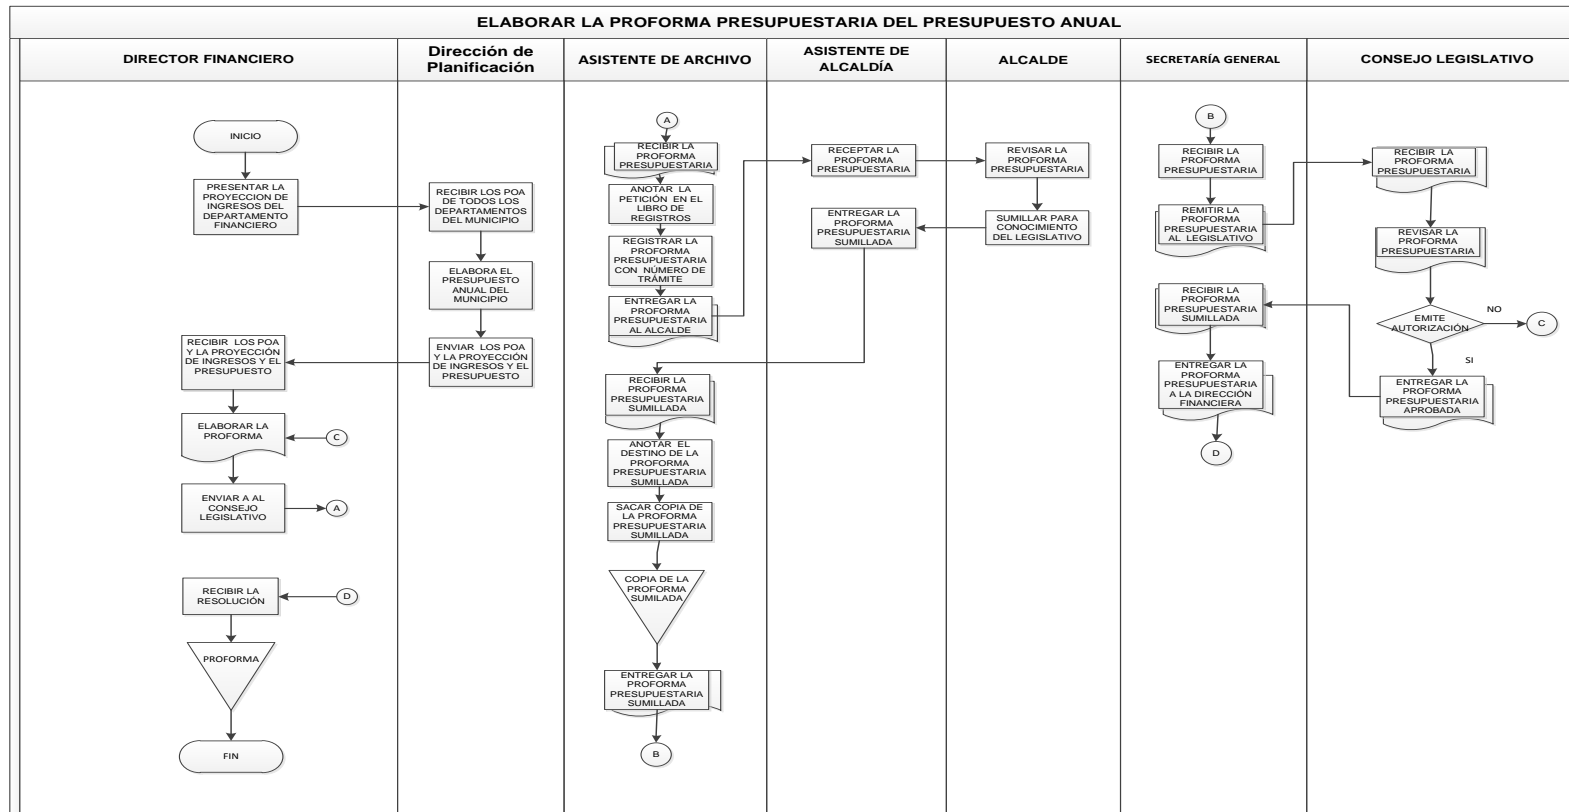 ELABORAR LA PROFORMA PRESUPUESTARIA DEL PRESUPUESTO ANUAL
DIRECTOR FINANCIERO
Dirección de
Planificación
ASISTENTE DE ARCHIVO
ASISTENTE DE
ALCALDÍA
ALCALDE
SECRETARÍA GENERAL
CONSEJO LEGISLATIVO
INICIO
PRESENTAR LA
PROYECCION DE
INGRESOS DEL
DEPARTAMENTO
FINANCIERO
RECIBIR LOS POA
Y LA PROYECCIÓN
DE INGRESOS Y EL
PRESUPUESTO
ELABORAR LA
PROFORMA
C
ENVIAR A AL
CONSEJO
LEGISLATIVO
A
RECIBIR LA
RESOLUCIÓN
D
PROFORMA
FIN
RECIBIR LOS POA
DE TODOS LOS
DEPARTAMENTOS
DEL MUNICIPIO
ELABORA EL
PRESUPUESTO
ANUAL DEL
MUNICIPIO
ENVIAR LOS POA
Y LA PROYECCIÓN
DE INGRESOS Y EL
PRESUPUESTO
A
RECIBIR LA
PROFORMA
PRESUPUESTARIA
ANOTAR LA
PETICIÓN EN EL
LIBRO DE
REGISTROS
REGISTRAR LA
PROFORMA
PRESUPUESTARIA
CON NÚMERO DE
TRÁMITE
ENTREGAR LA
PROFORMA
PRESUPUESTARIA
AL ALCALDE
RECIBIR LA
PROFORMA
PRESUPUESTARIA
SUMILLADA
ANOTAR EL
DESTINO DE LA
PROFORMA
PRESUPUESTARIA
SUMILLADA
SACAR COPIA DE
LA PROFORMA
PRESUPUESTARIA
SUMILLADA
COPIA DE LA
PROFORMA
SUMILADA
ENTREGAR LA
PROFORMA
PRESUPUESTARIA
SUMILLADA
B
RECEPTAR LA
PROFORMA
PRESUPUESTARIA
ENTREGAR LA
PROFORMA
PRESUPUESTARIA
SUMILLADA
REVISAR LA
PROFORMA
PRESUPUESTARIA
SUMILLAR PARA
CONOCIMIENTO
DEL LEGISLATIVO
B
RECIBIR LA
PROFORMA
PRESUPUESTARIA
REMITIR LA
PROFORMA
PRESUPUESTARIA
AL LEGISLATIVO
RECIBIR LA
PROFORMA
PRESUPUESTARIA
SUMILLADA
ENTREGAR LA
PROFORMA
PRESUPUESTARIA
A LA DIRECCIÓN
FINANCIERA
D
RECIBIR LA
PROFORMA
PRESUPUESTARIA
REVISAR LA
PROFORMA
PRESUPUESTARIA
EMITE
AUTORIZACIÓN
NO
C
SI
ENTREGAR LA
PROFORMA
PRESUPUESTARIA
APROBADA